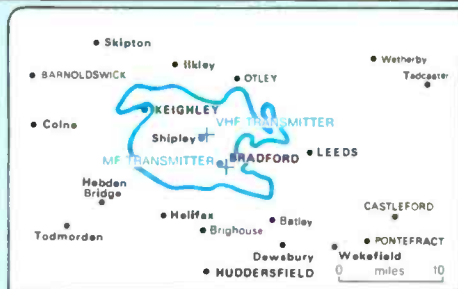 Skipton
Ilkley
Wetherby
BARNOLDSWICK
OTLEY
Tadcaster
KEIGHLEY
Colne
VHF TRANSMITTER
Shipley
MF TRANSMITTER
BRADFORD
LEEDS
Hebden
Bridge
CASTLEFORD
Halifax
Batley
Todmorden
Brighouse
PONTEFRACT
Dewsbury
Wakefield
HUDDERSFIELD
0 miles 10